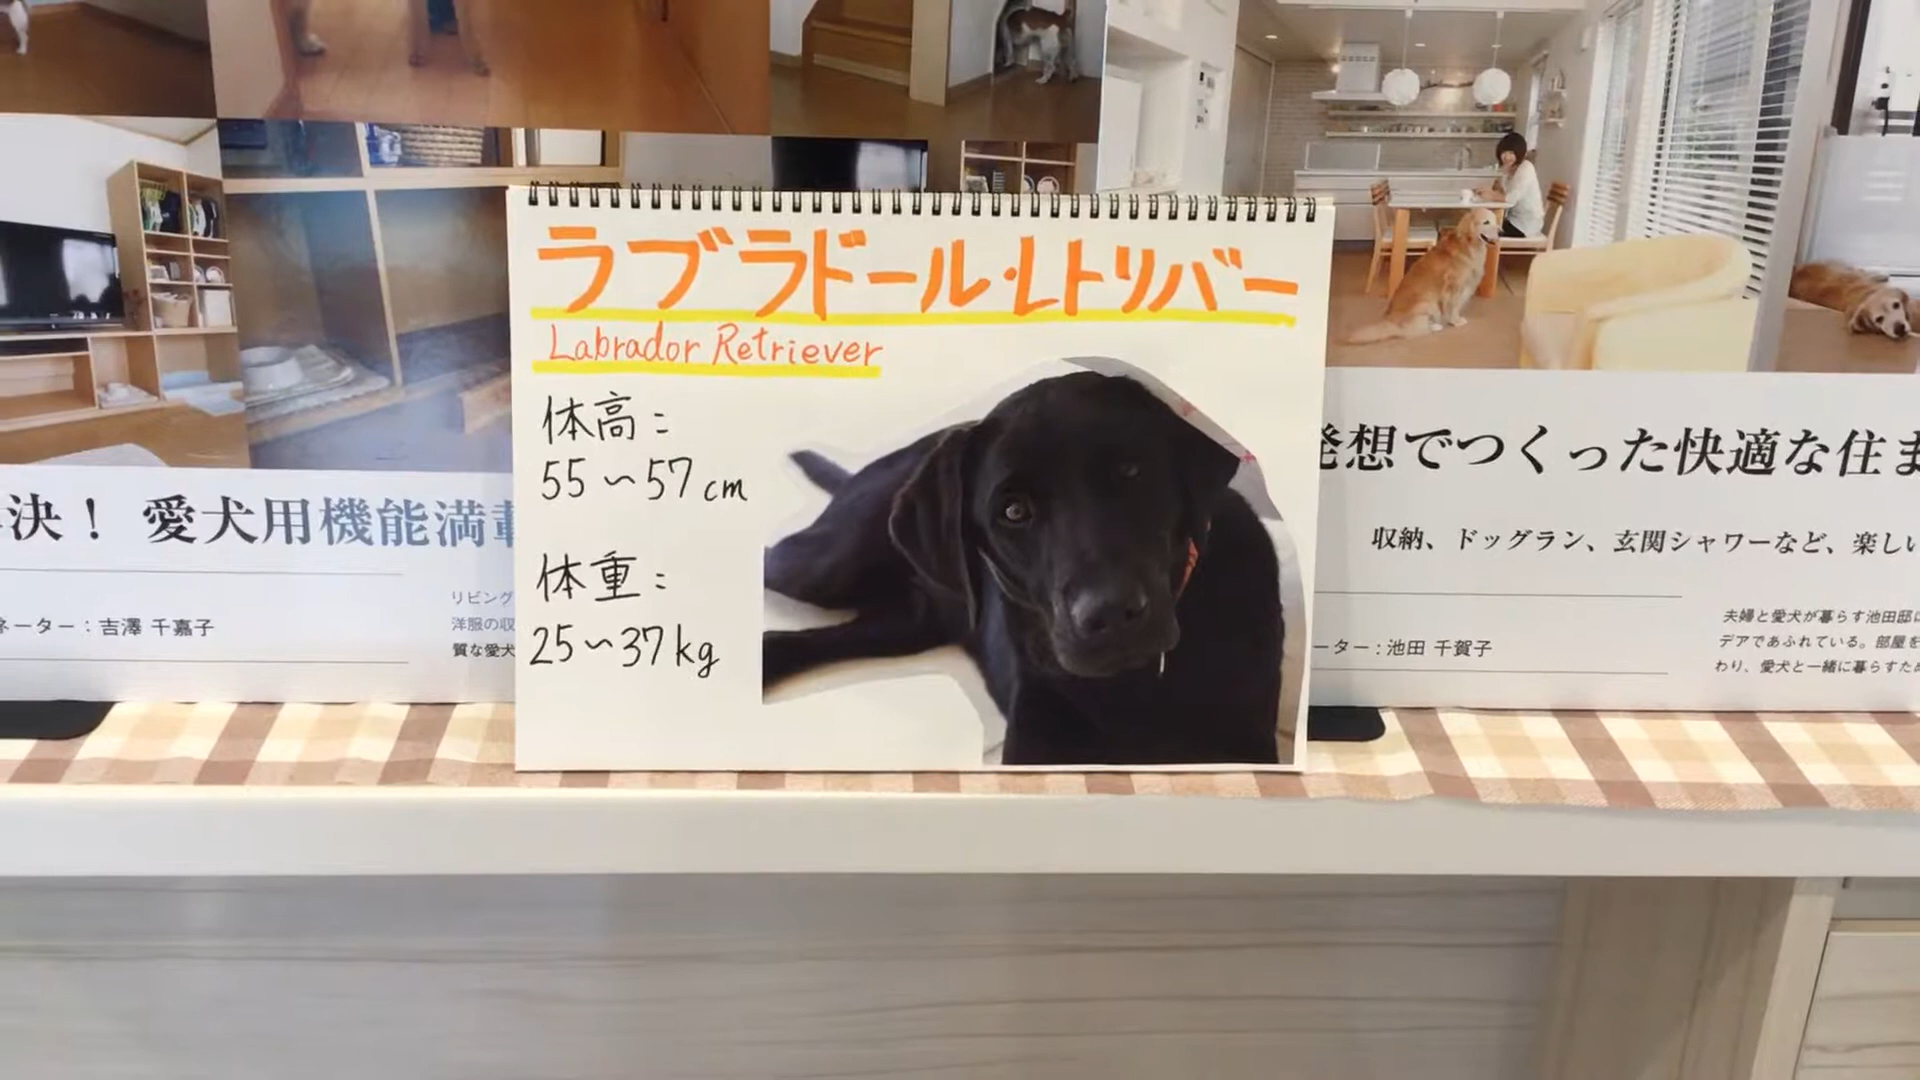 ラブラドール・レトリバー
Labrador Retriever
体高:
55~57cm
体重:
25~37kg
決! 愛犬用機能満載
ネーター:吉澤 千嘉子
リビング
洋服の収
質な愛犬
発想でつくった快適な住ま
収納、ドッグラン、玄関シャワーなど、楽しい
ーター:池田 千賀子
夫婦と愛犬が暮らす池田邸に
デアであふれている。部屋を
わり、愛犬と一緒に暮らすため